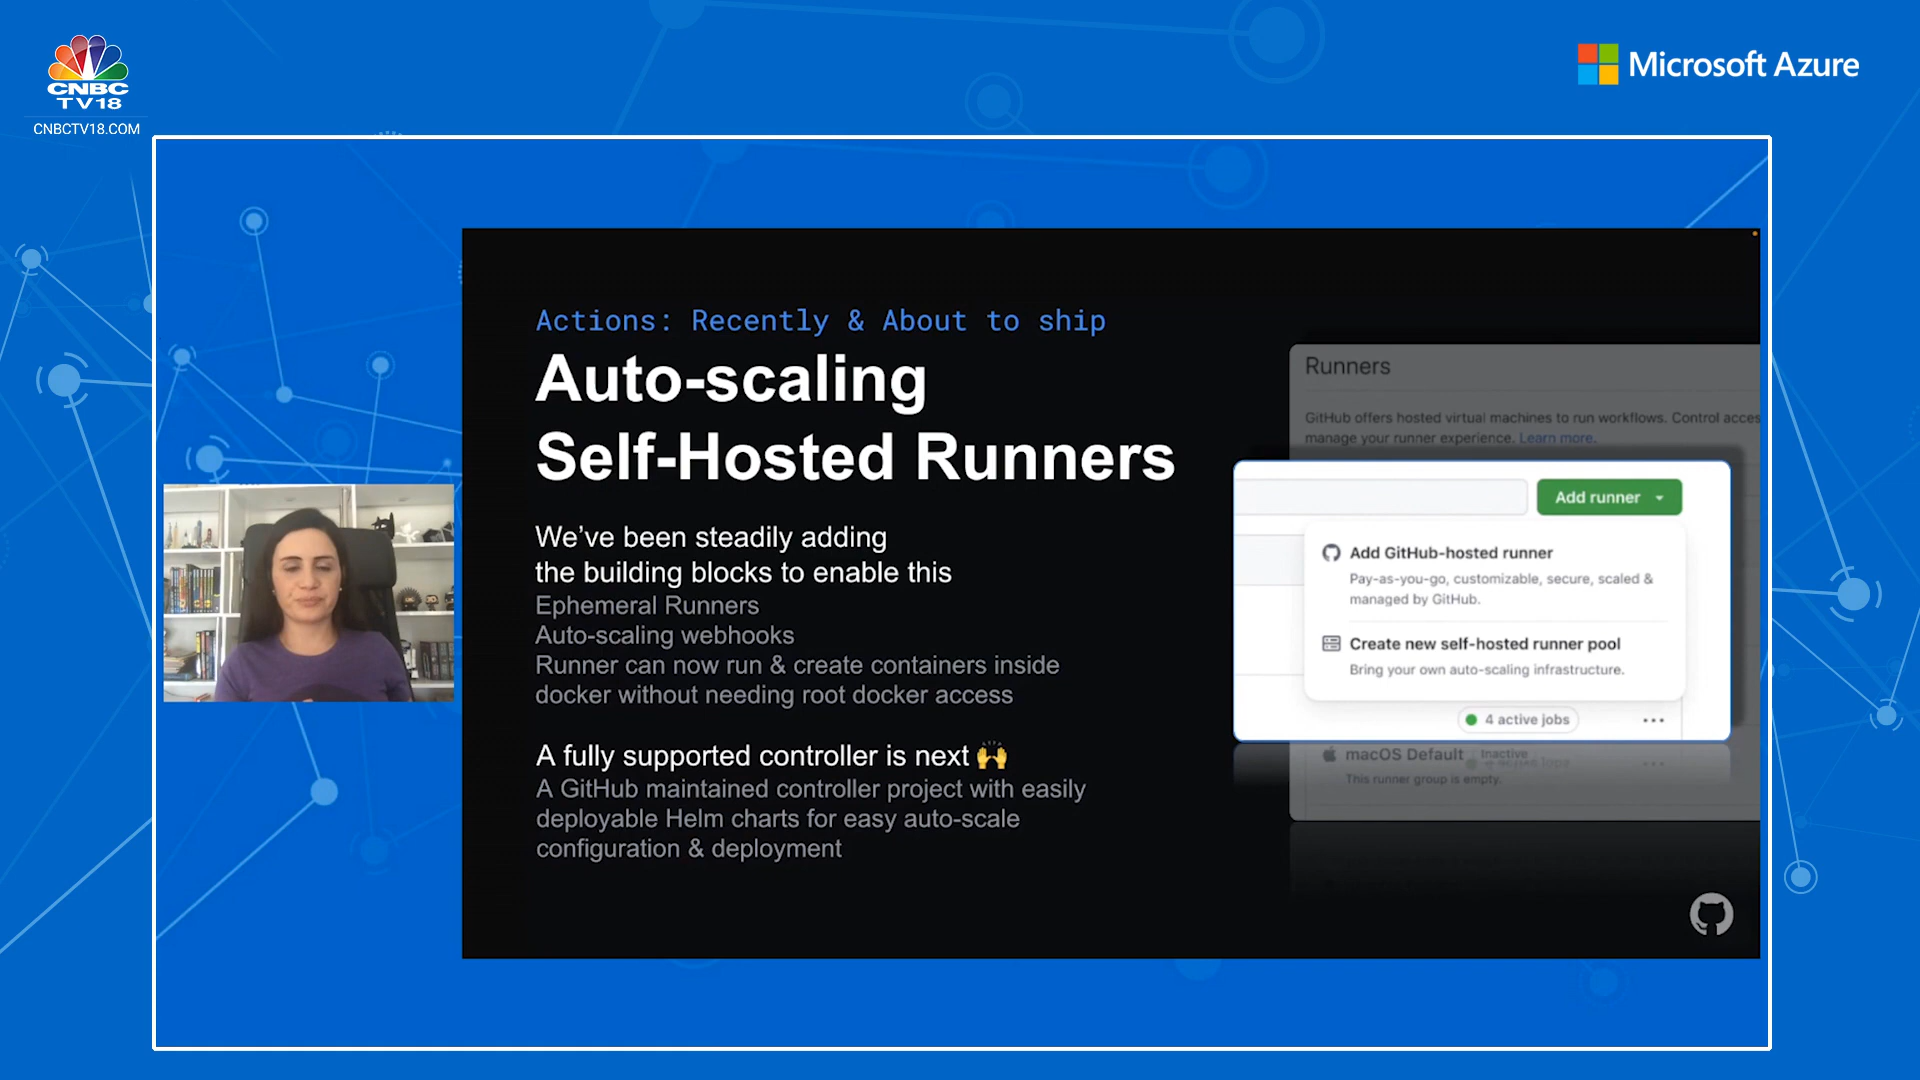 CNBC
TV18
CNBCTV18.COM
Microsoft Azure
Actions: Recently & About to ship
Auto-scaling
Self-Hosted Runners
We’ve been steadily adding
the building blocks to enable this
Ephemeral Runners
Auto-scaling webhooks
Runner can now run & create containers inside
docker without needing root docker access
A fully supported controller is next 🙌
A GitHub maintained controller project with easily
deployable Helm charts for easy auto-scale
configuration & deployment
Runners
GitHub offers hosted virtual machines to run workflows. Control acces
manage your runner experience. Learn more.
Add runner
Add GitHub-hosted runner
Pay-as-you-go, customizable, secure, scaled &
managed by GitHub.
Create new self-hosted runner pool
Bring your own auto-scaling infrastructure.
4 active jobs
macOS Default Inactive
This runner group is empty.